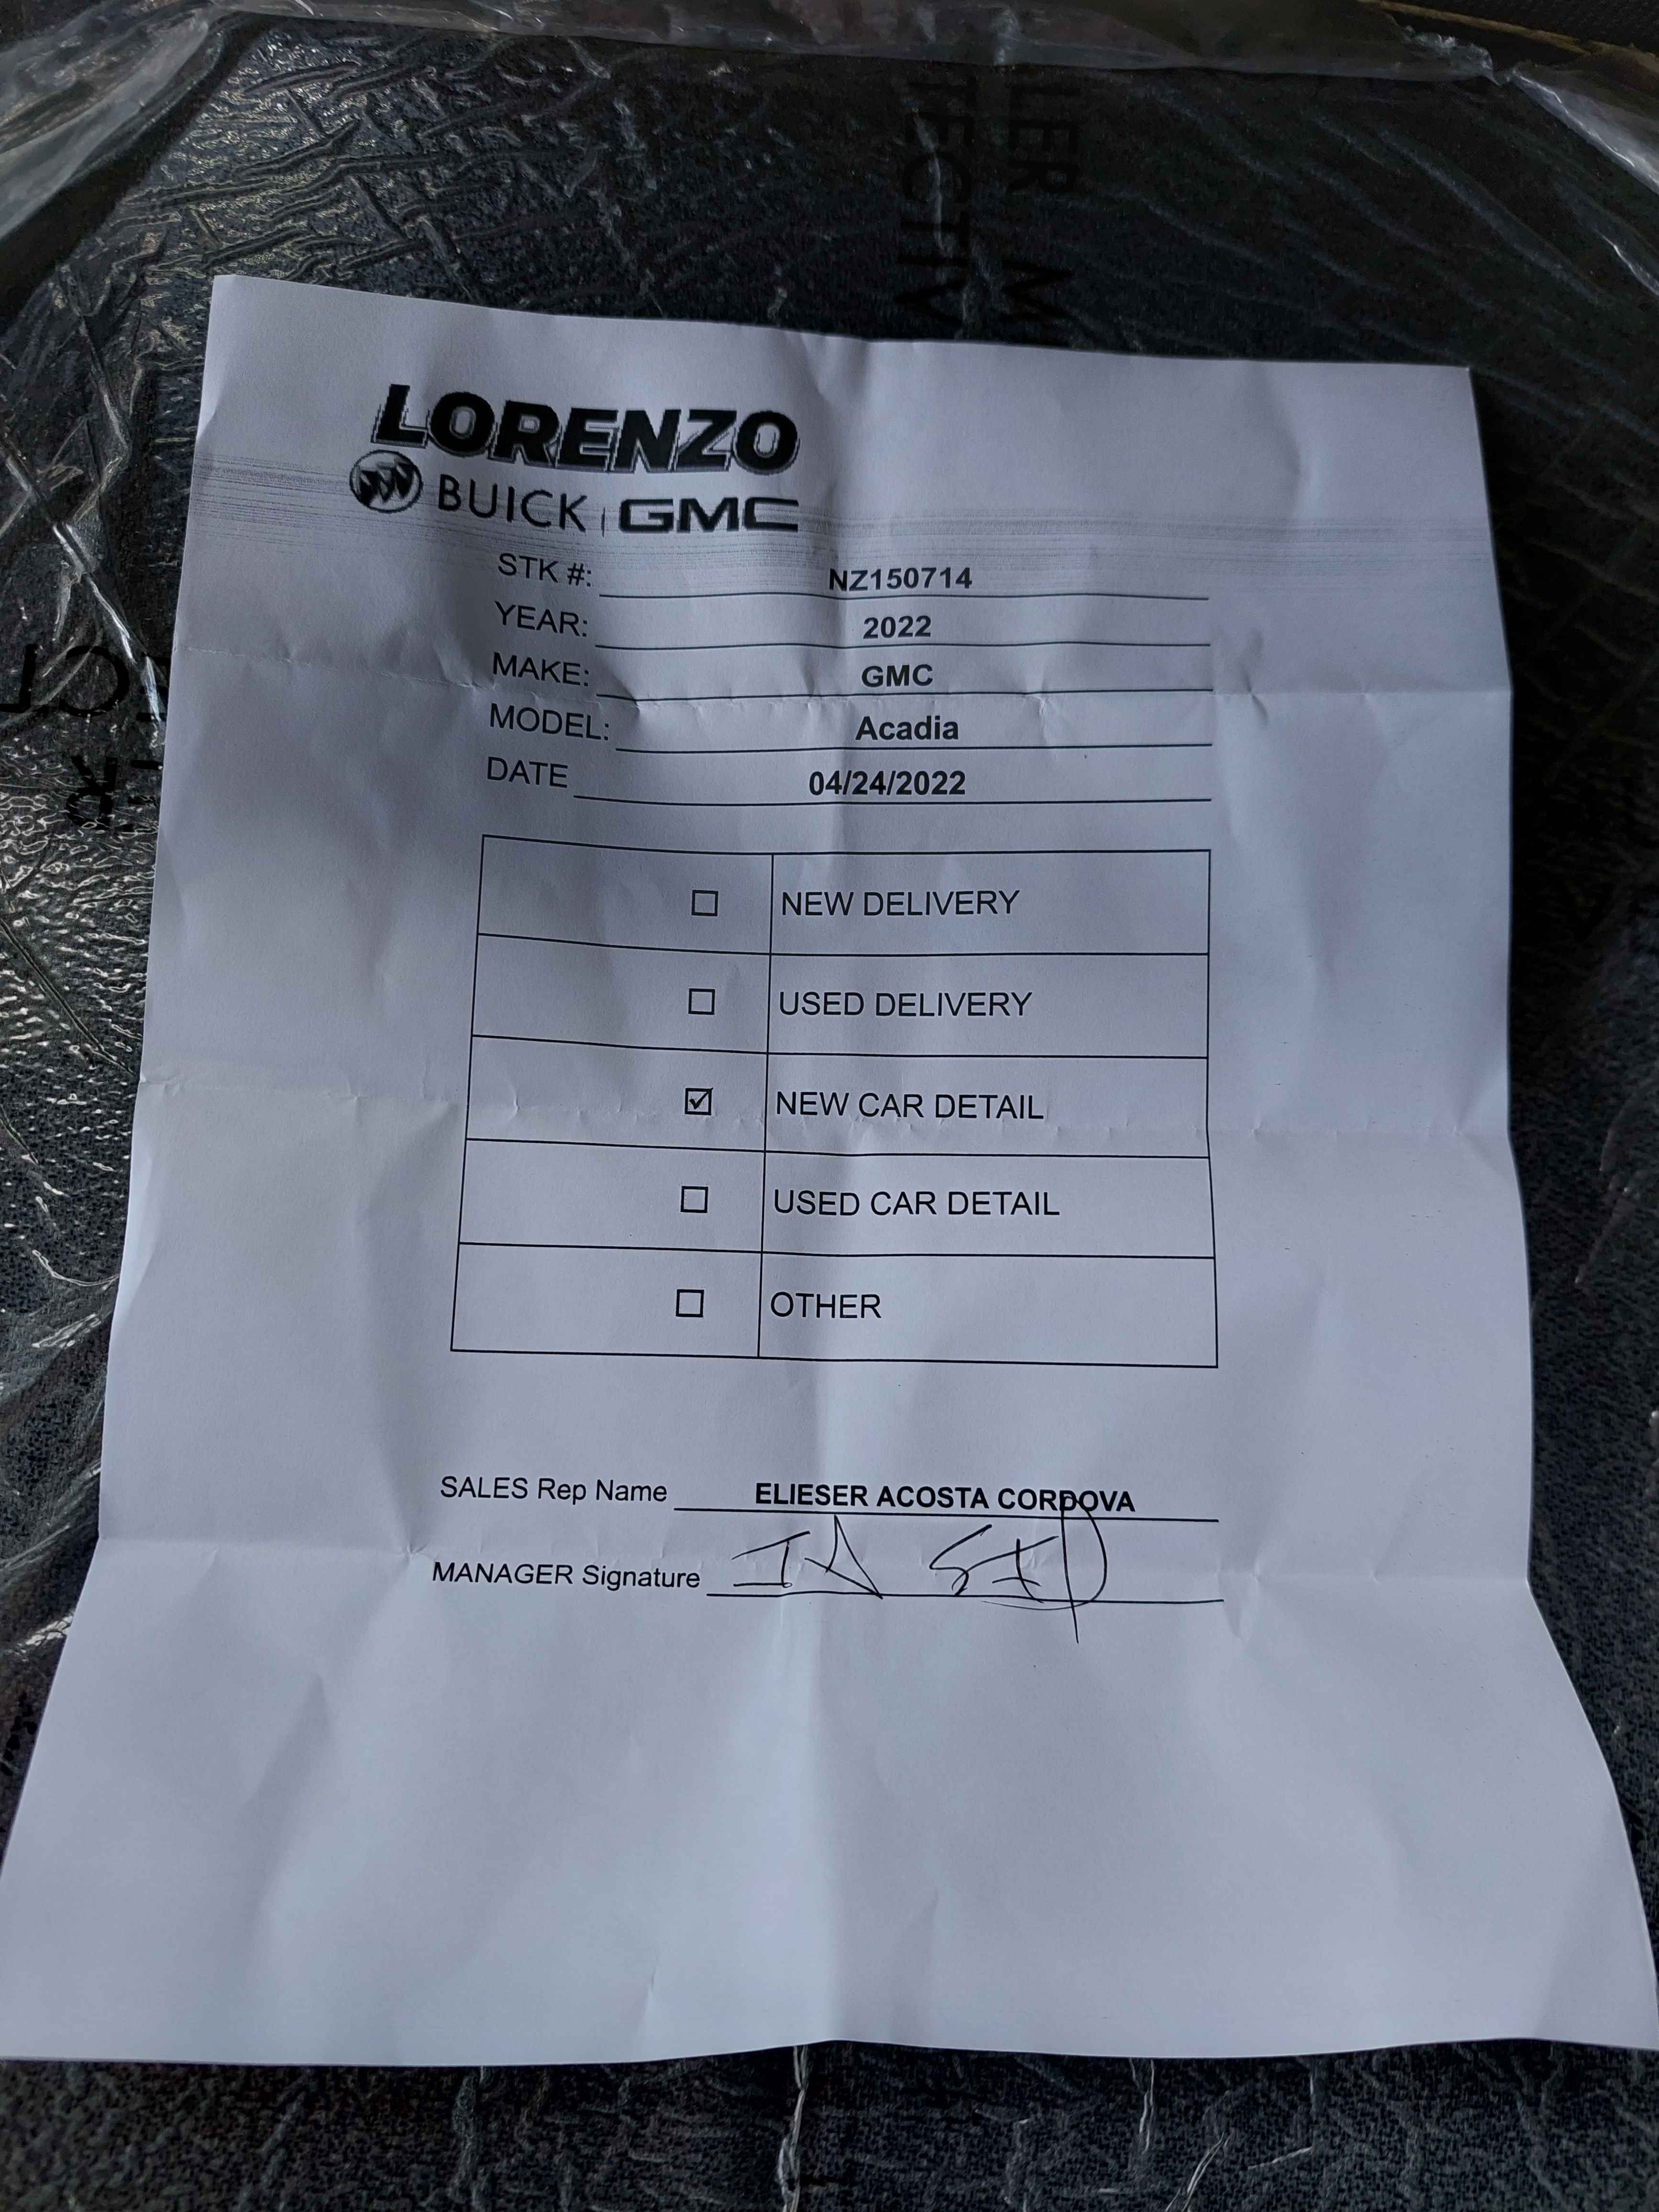 LORENZO
BUICK | GMC
STK #: NZ150714
YEAR: 2022
MAKE: GMC
MODEL: Acadia
DATE 04/24/2022
☐ NEW DELIVERY
☐ USED DELIVERY
☑ NEW CAR DETAIL
☐ USED CAR DETAIL
☐ OTHER
SALES Rep Name ELIESER ACOSTA CORDOVA
MANAGER Signature